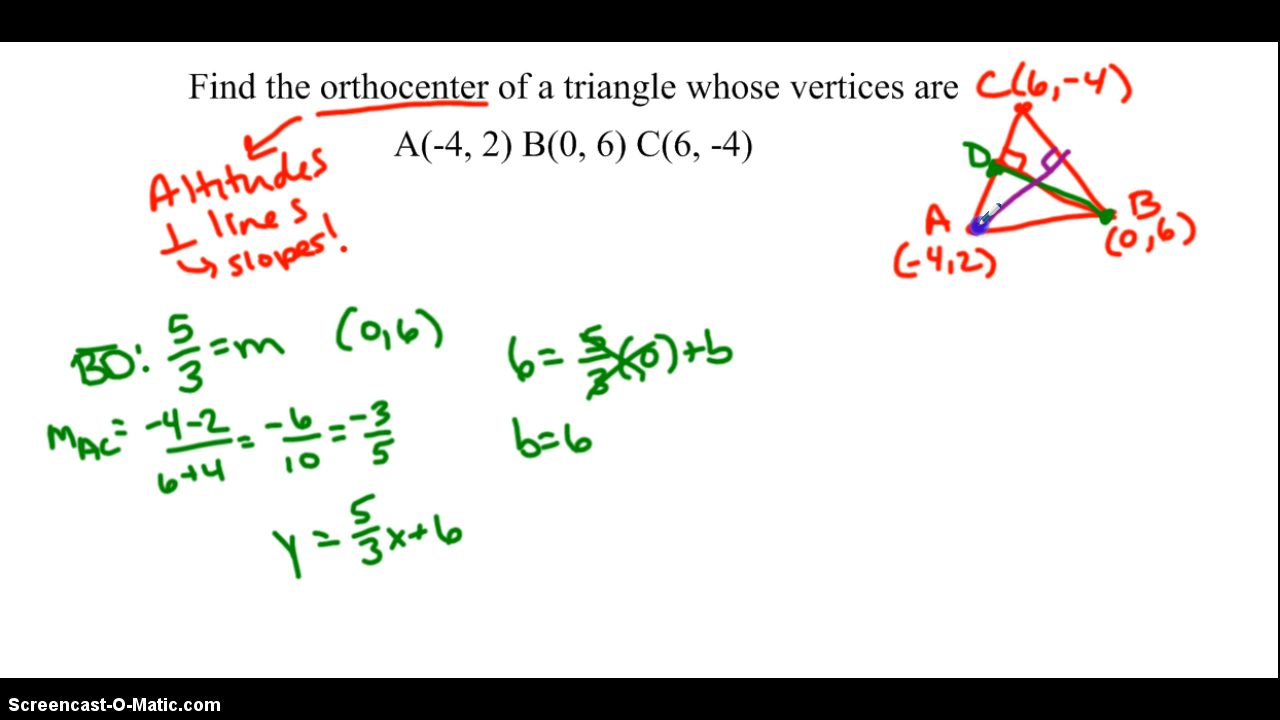 Find the orthocenter of a triangle whose vertices are
A(-4, 2) B(0, 6) C(6, -4)
C(6,-4)
D
A
(-4,2)
B
(0,6)
Altitudes
⊥ lines
↳ slopes!
BD: 5/3 = m (0,6)
m_AC = (-4-2)/(6+4) = -6/10 = -3/5
y = 5/3x+6
6 = 5/3(0)+b
b=6
Screencast-O-Matic.com